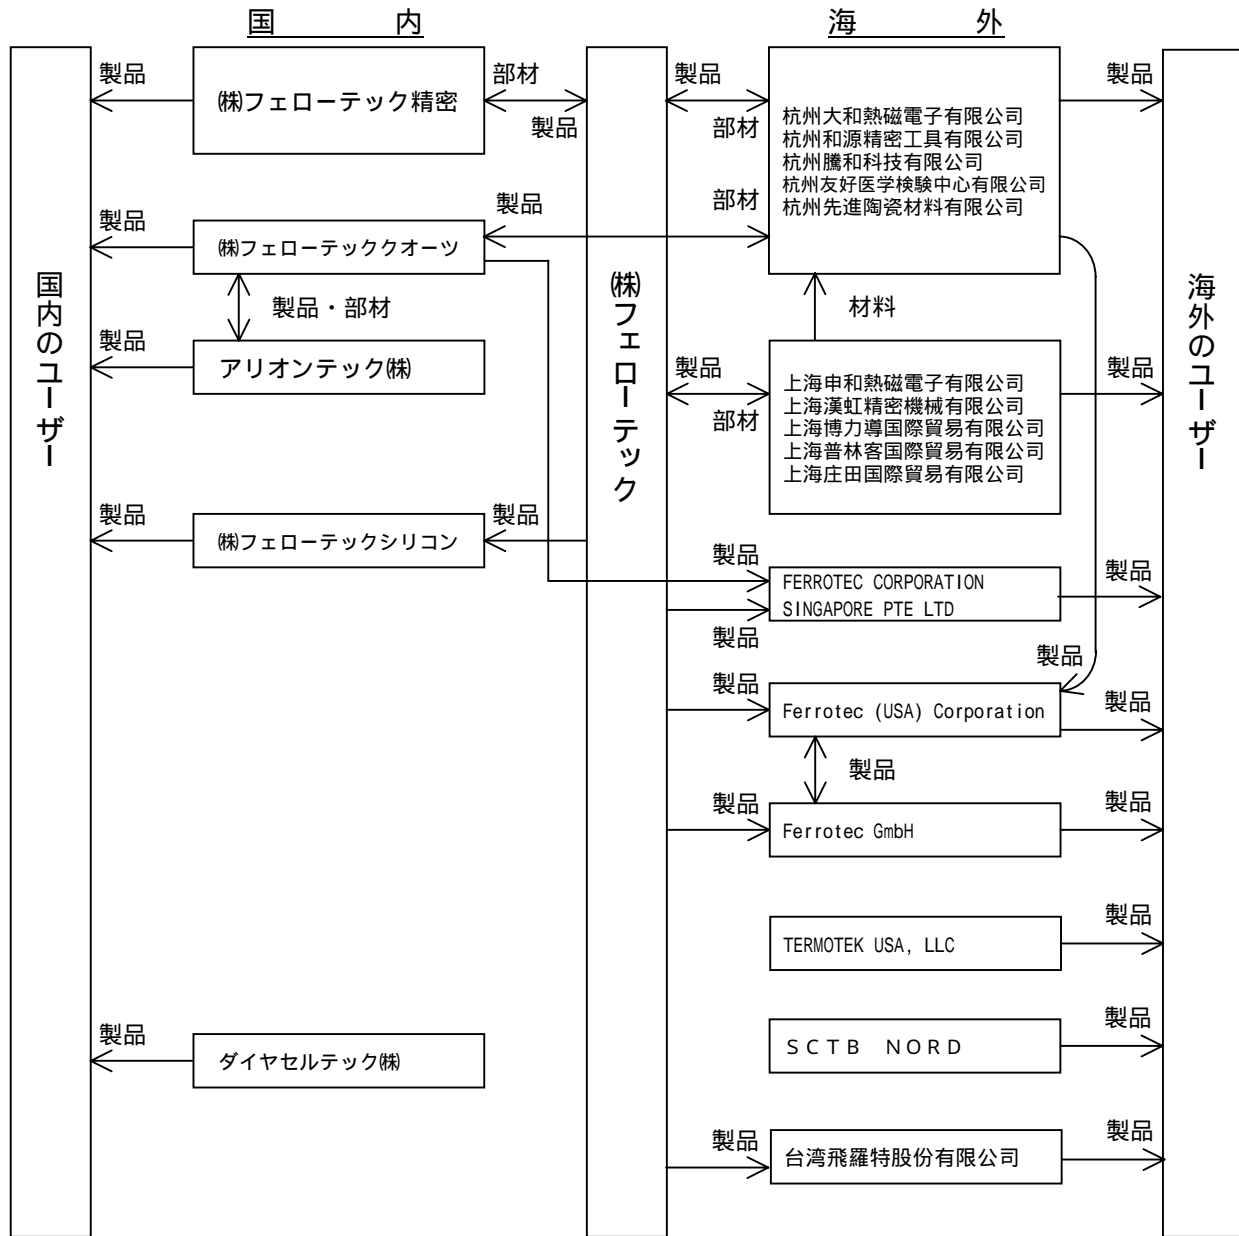 国　　　　内
海　　　　外
国内のユーザー
製品
㈱フェローテック精密
部材
製品
製品
㈱フェローテッククオーツ
製品
部材
製品・部材
製品
アリオンテック㈱
製品
㈱フェローテックシリコン
製品
製品
ダイヤセルテック㈱
㈱フェローテック
製品
部材
杭州大和熱磁電子有限公司
杭州和源精密工具有限公司
杭州騰和科技有限公司
杭州友好医学検験中心有限公司
杭州先進陶瓷材料有限公司
製品
材料
製品
部材
上海申和熱磁電子有限公司
上海漢虹精密機械有限公司
上海博力導国際貿易有限公司
上海普林客国際貿易有限公司
上海庄田国際貿易有限公司
製品
製品
FERROTEC CORPORATION
SINGAPORE PTE LTD
製品
製品
製品
製品
Ferrotec (USA) Corporation
製品
製品
製品
Ferrotec GmbH
製品
TERMOTEK USA, LLC
製品
ＳＣＴＢ　ＮＯＲＤ
製品
製品
台湾飛羅特股份有限公司
製品
海外のユーザー